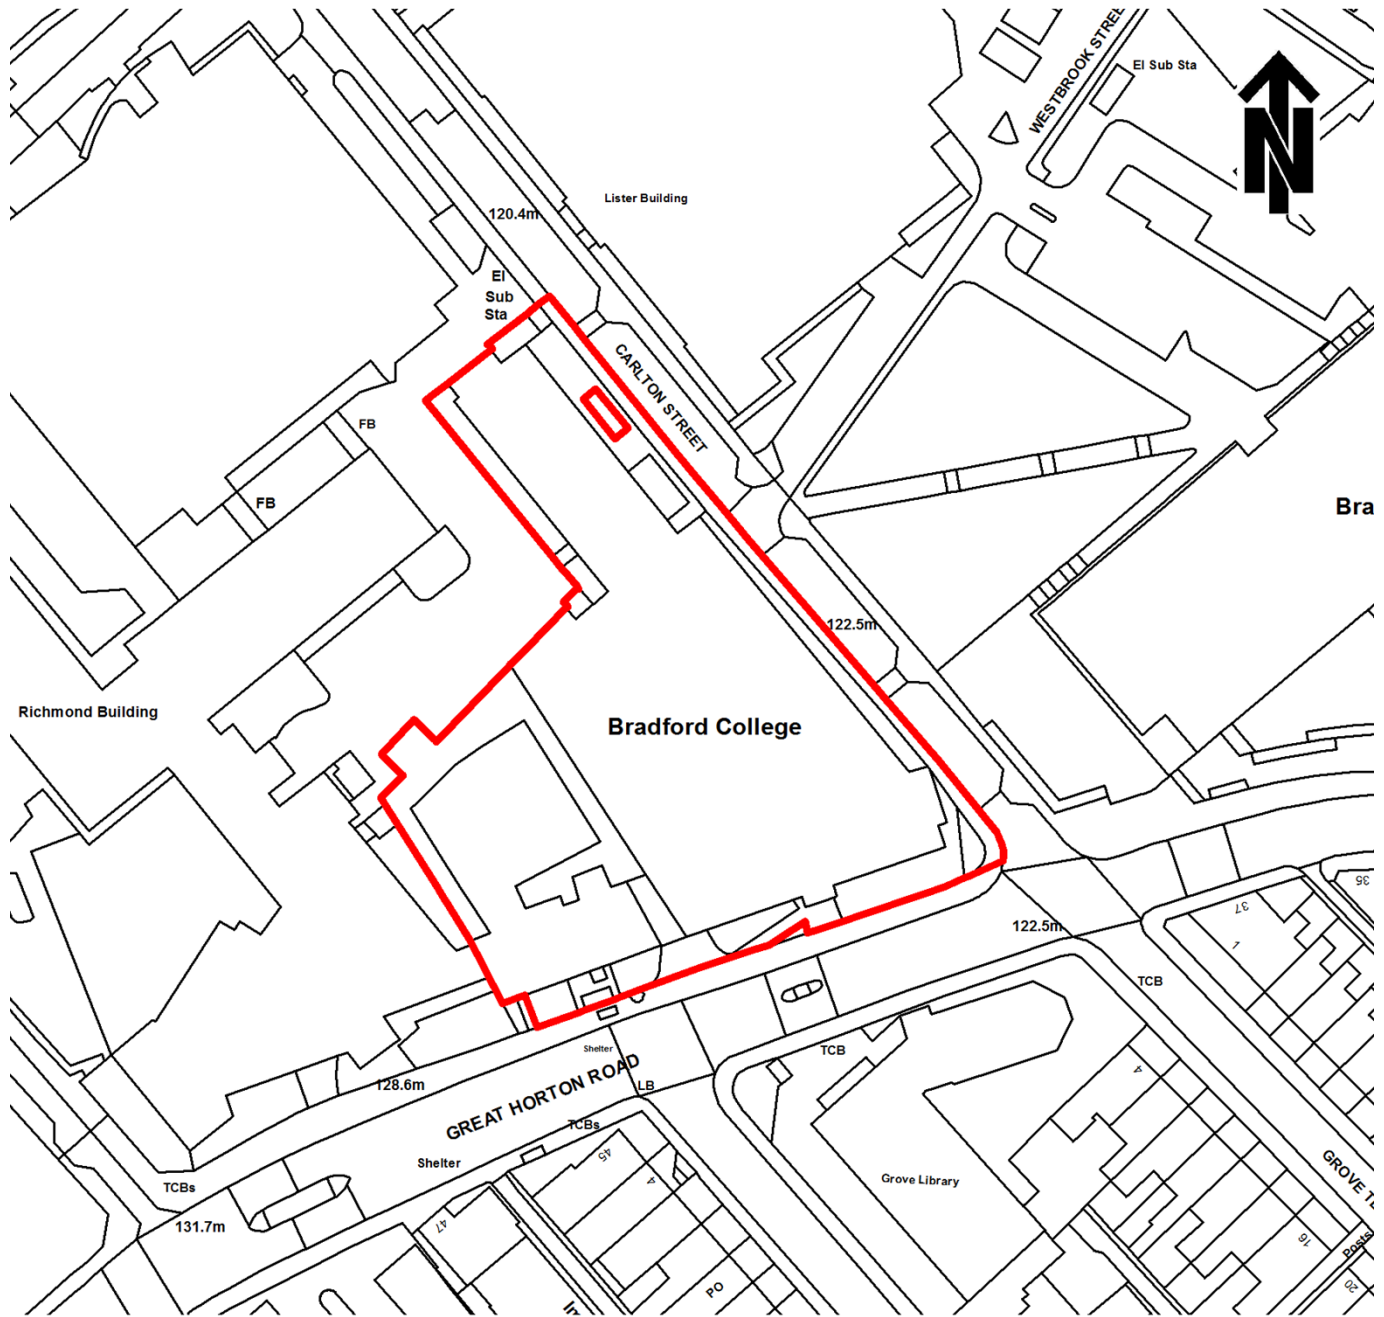 WESTBROOK STREE
El Sub Sta
N
Lister Building
120.4m
El
Sub
Sta
CARLTON STREET
FB
FB
Bra
122.5m
Richmond Building
Bradford College
35
37
1
122.5m
TCB
Shelter
TCB
128.6m
GREAT HORTON ROAD
LB
4
TCBs
Shelter
45
4
Grove Library
GROVE TE
TCBs
131.7m
47
16
Posts
20
PO